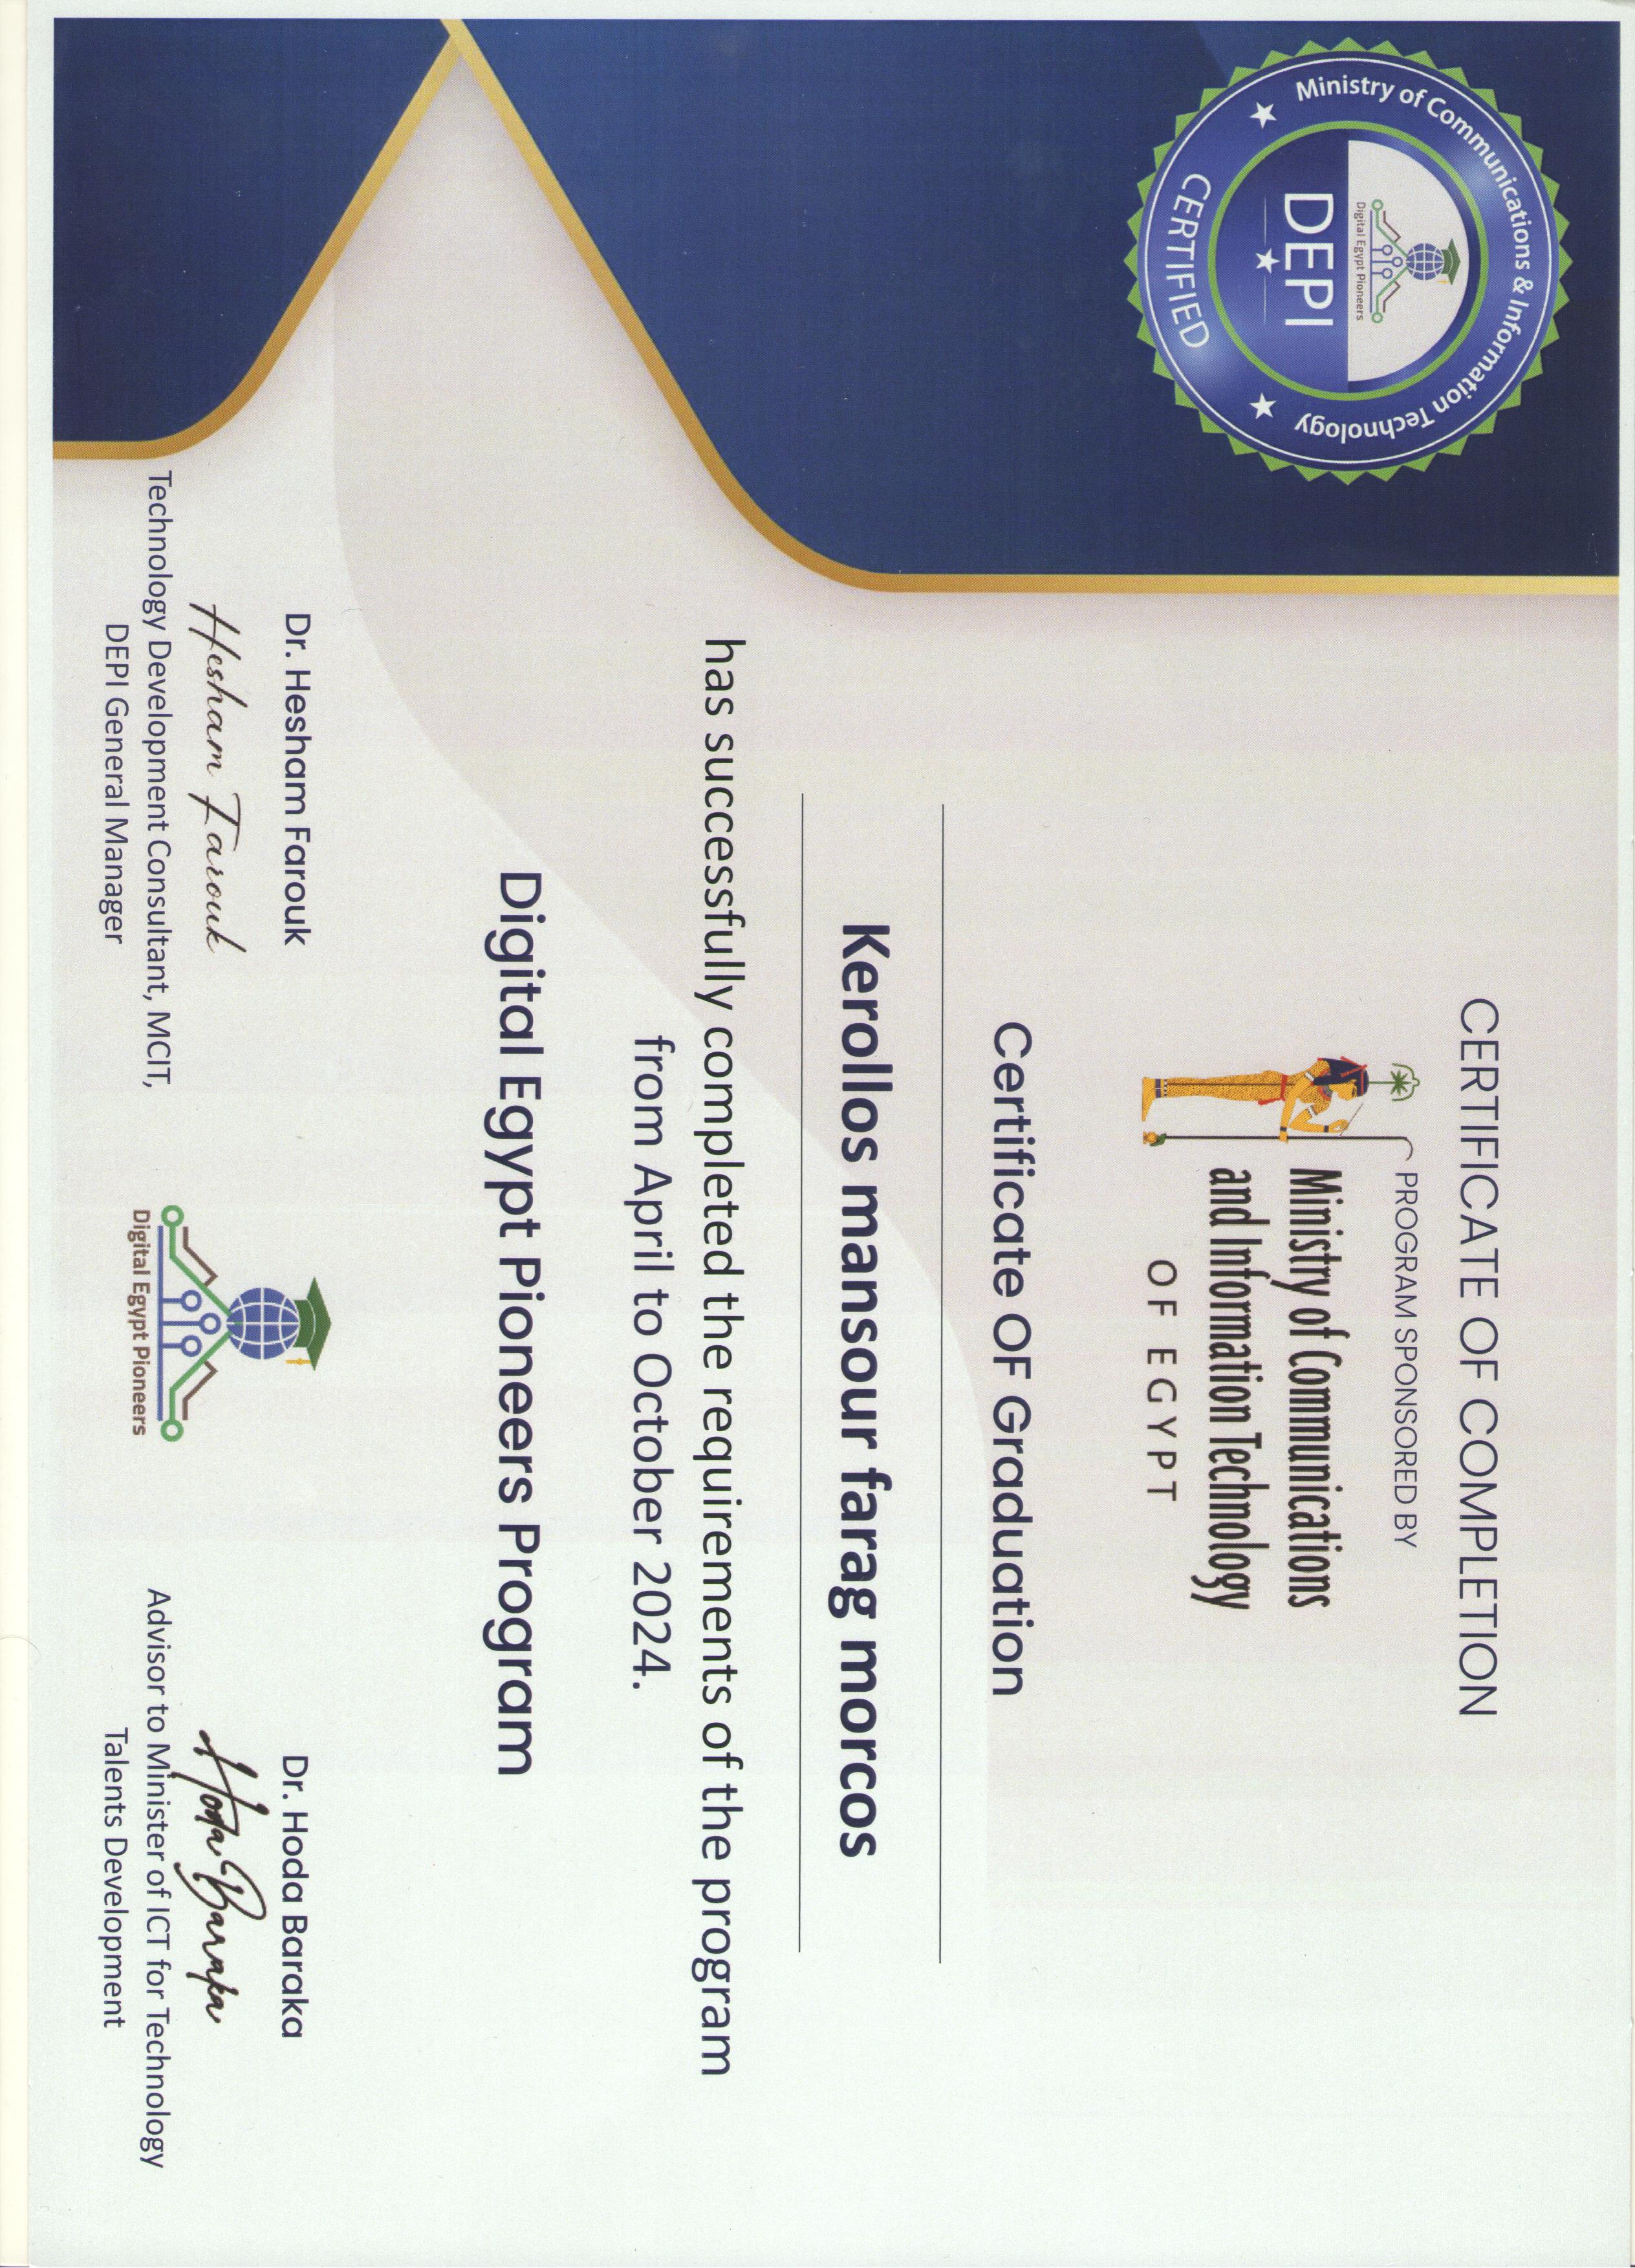 Ministry of Communications & Information Technology
Digital Egypt Pioneers
DEPI
CERTIFIED
CERTIFICATE OF COMPLETION
PROGRAM SPONSORED BY
Ministry of Communications
and Information Technology
OF EGYPT
Certificate OF Graduation
Kerollos mansour farag morcos
has successfully completed the requirements of the program
from April to October 2024.
Digital Egypt Pioneers Program
Dr. Hesham Farouk
Hesham Farouk
Technology Development Consultant, MCIT,
DEPI General Manager
Digital Egypt Pioneers
Dr. Hoda Baraka
Hoda Baraka
Advisor to Minister of ICT for Technology
Talents Development